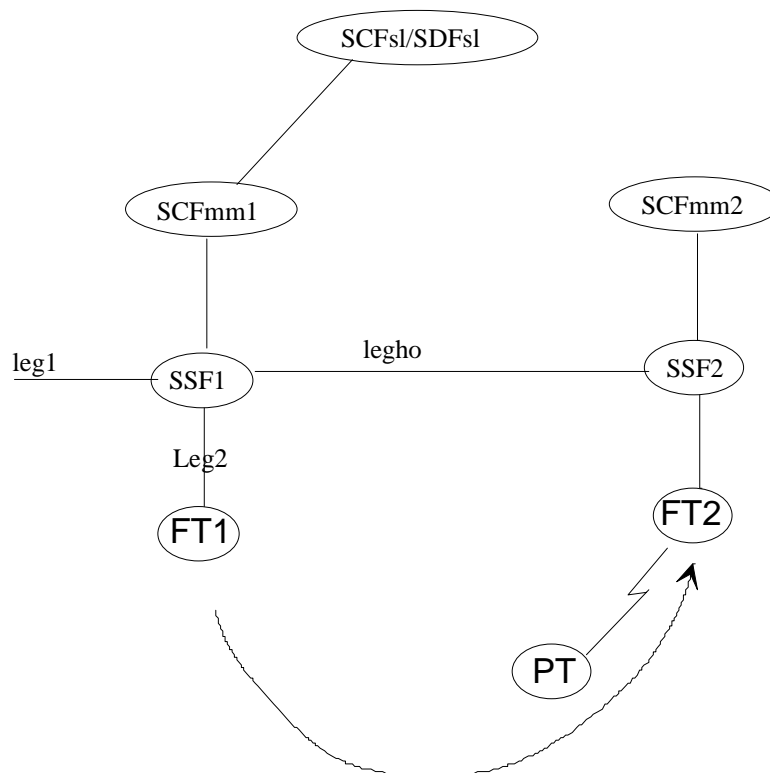 SCFsl/SDFsl
SCFmm1
SCFmm2
leg1
legho
SSF1
SSF2
Leg2
FT1
FT2
PT